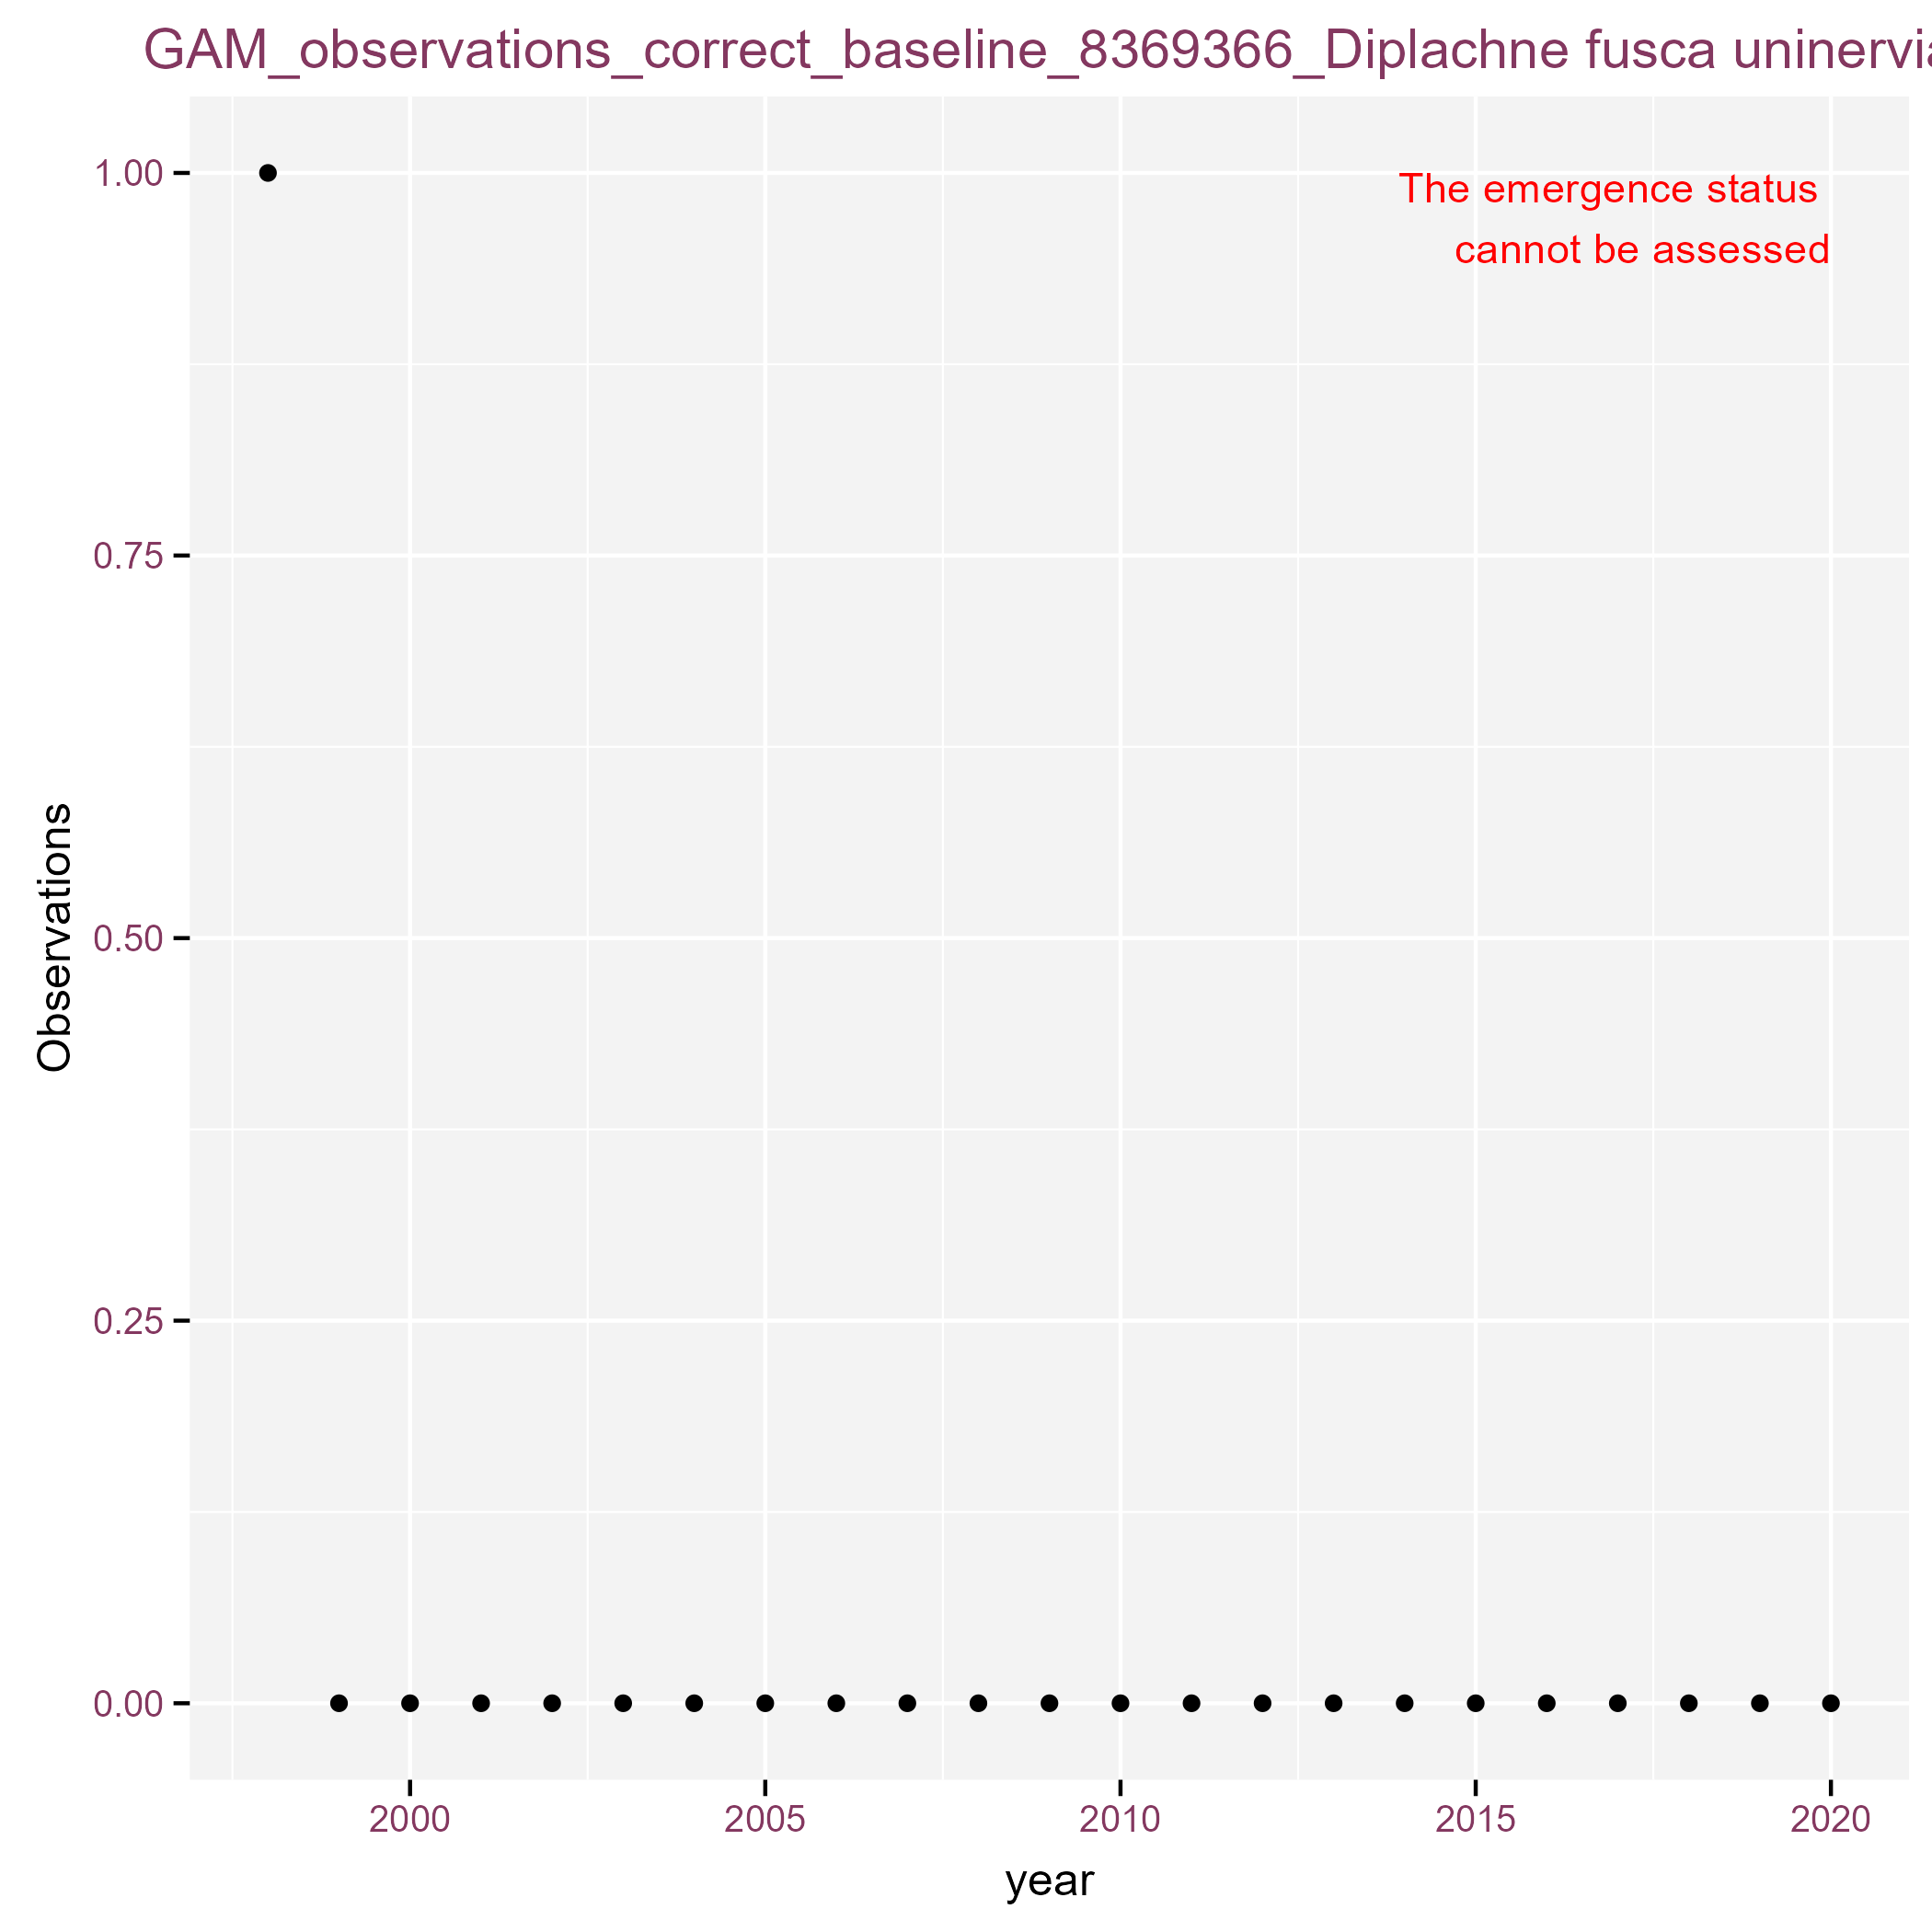 GAM_observations_correct_baseline_8369366_Diplachne fusca uninervia
1.00
The emergence status
cannot be assessed
0.75
Observations
0.50
0.25
0.00
2000 2005 2010 2015 2020
year